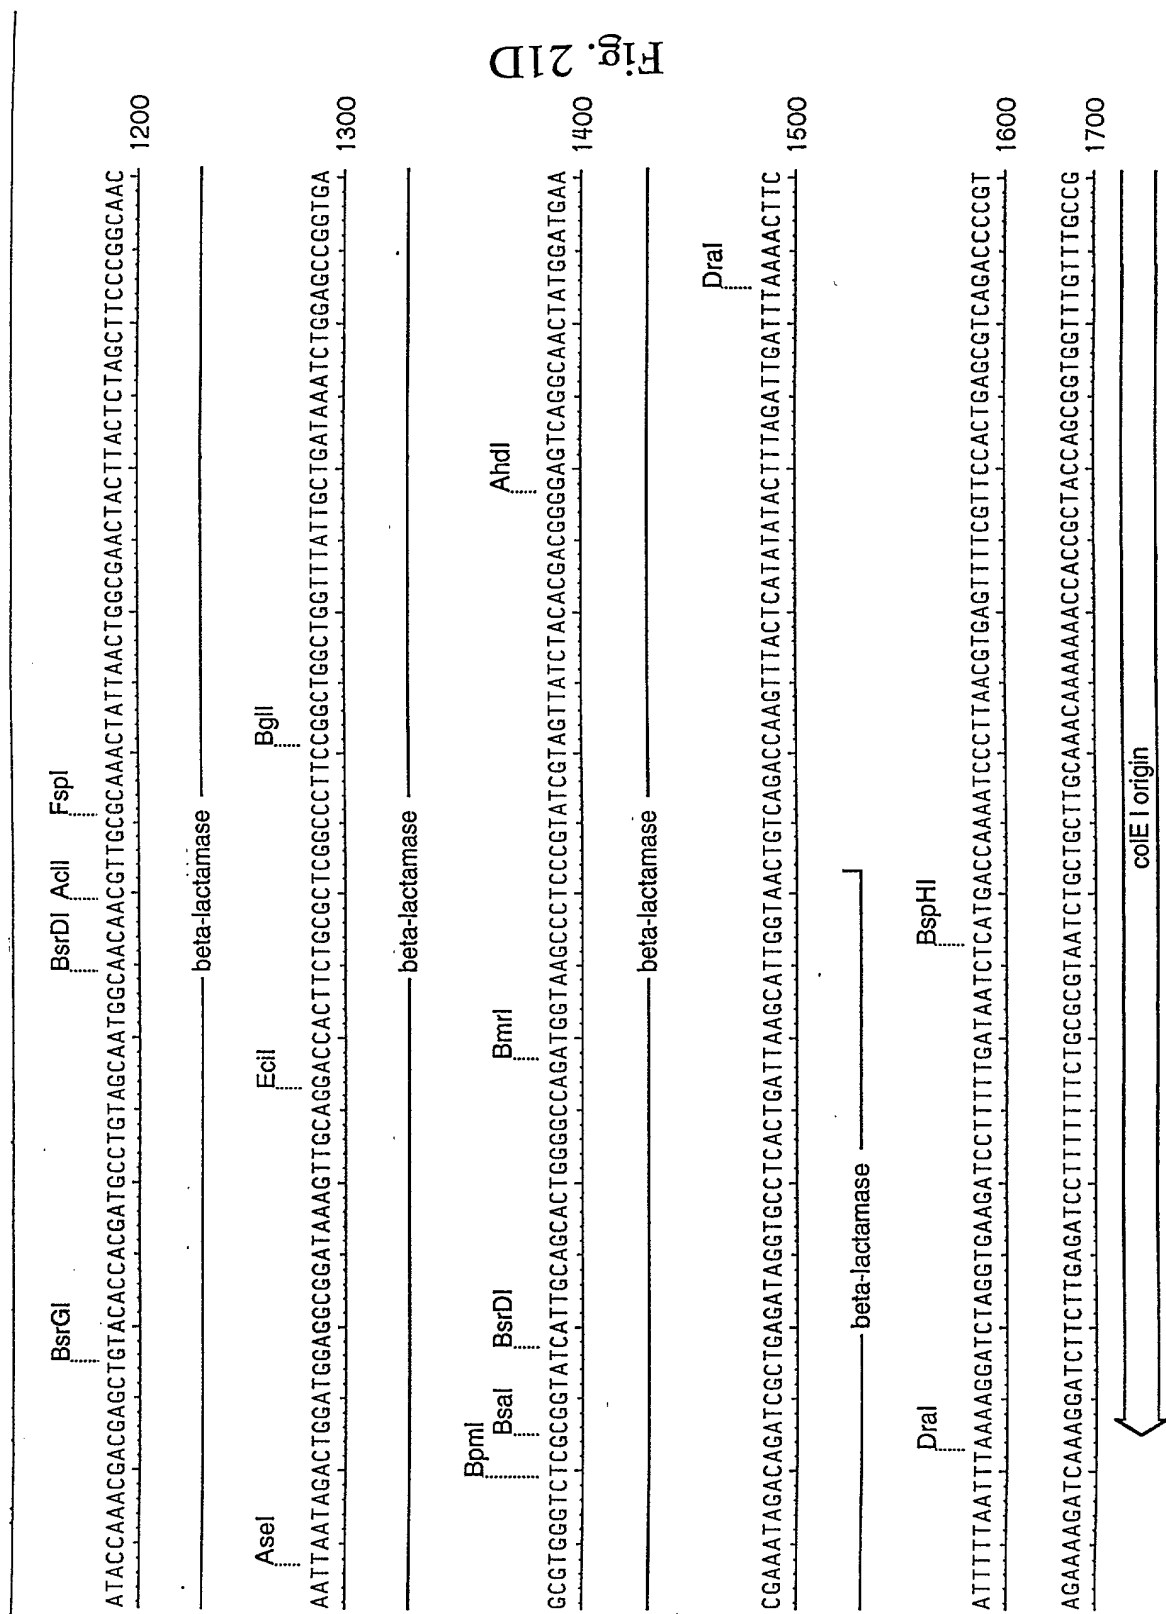 BsrGI BsrDI AclI FspI
ATACCAAACGACGAGCTGTACACCACGATGCCTGTAGCAATGGCAACAACGTTGCGCAAACTATTAACTGGCGAACTACTTACTCTAGCTTCCCGGCAAC
1200
beta-lactamase
AseI EciI BglI
AATTAATAGACTGGATGGAGGCGGATAAAGTTGCAGGACCACTTCTGCGCTCGGCCCTTCCGGCTGGCTGGTTTATTGCTGATAAATCTGGAGCCGGTGA
1300
beta-lactamase
BpmI
BsaI BsrDI BmrI AhdI
GCGTGGGTCTCGCGGTATCATTGCAGCACTGGGGCCAGATGGTAAGCCCTCCCGTATCGTAGTTATCTACACGACGGGGAGTCAGGCAACTATGGATGAA
1400
beta-lactamase
DraI
CGAAATAGACAGATCGCTGAGATAGGTGCCTCACTGATTAAGCATTGGTAACTGTCAGACCAAGTTTACTCATATATACTTTAGATTGATTTAAAACTTC
1500
beta-lactamase
DraI BspHI
ATTTTTAATTTAAAAGGATCTAGGTGAAGATCCTTTTTGATAATCTCATGACCAAAATCCCTTAACGTGAGTTTTCGTTCCACTGAGCGTCAGACCCCGT
1600
AGAAAAGATCAAAGGATCTTCTTGAGATCCTTTTTTTCTGCGCGTAATCTGCTGCTTGCAAACAAAAAAACCACCGCTACCAGCGGTGGTTTGTTTGCCG
1700
colE I origin
Fig. 21D